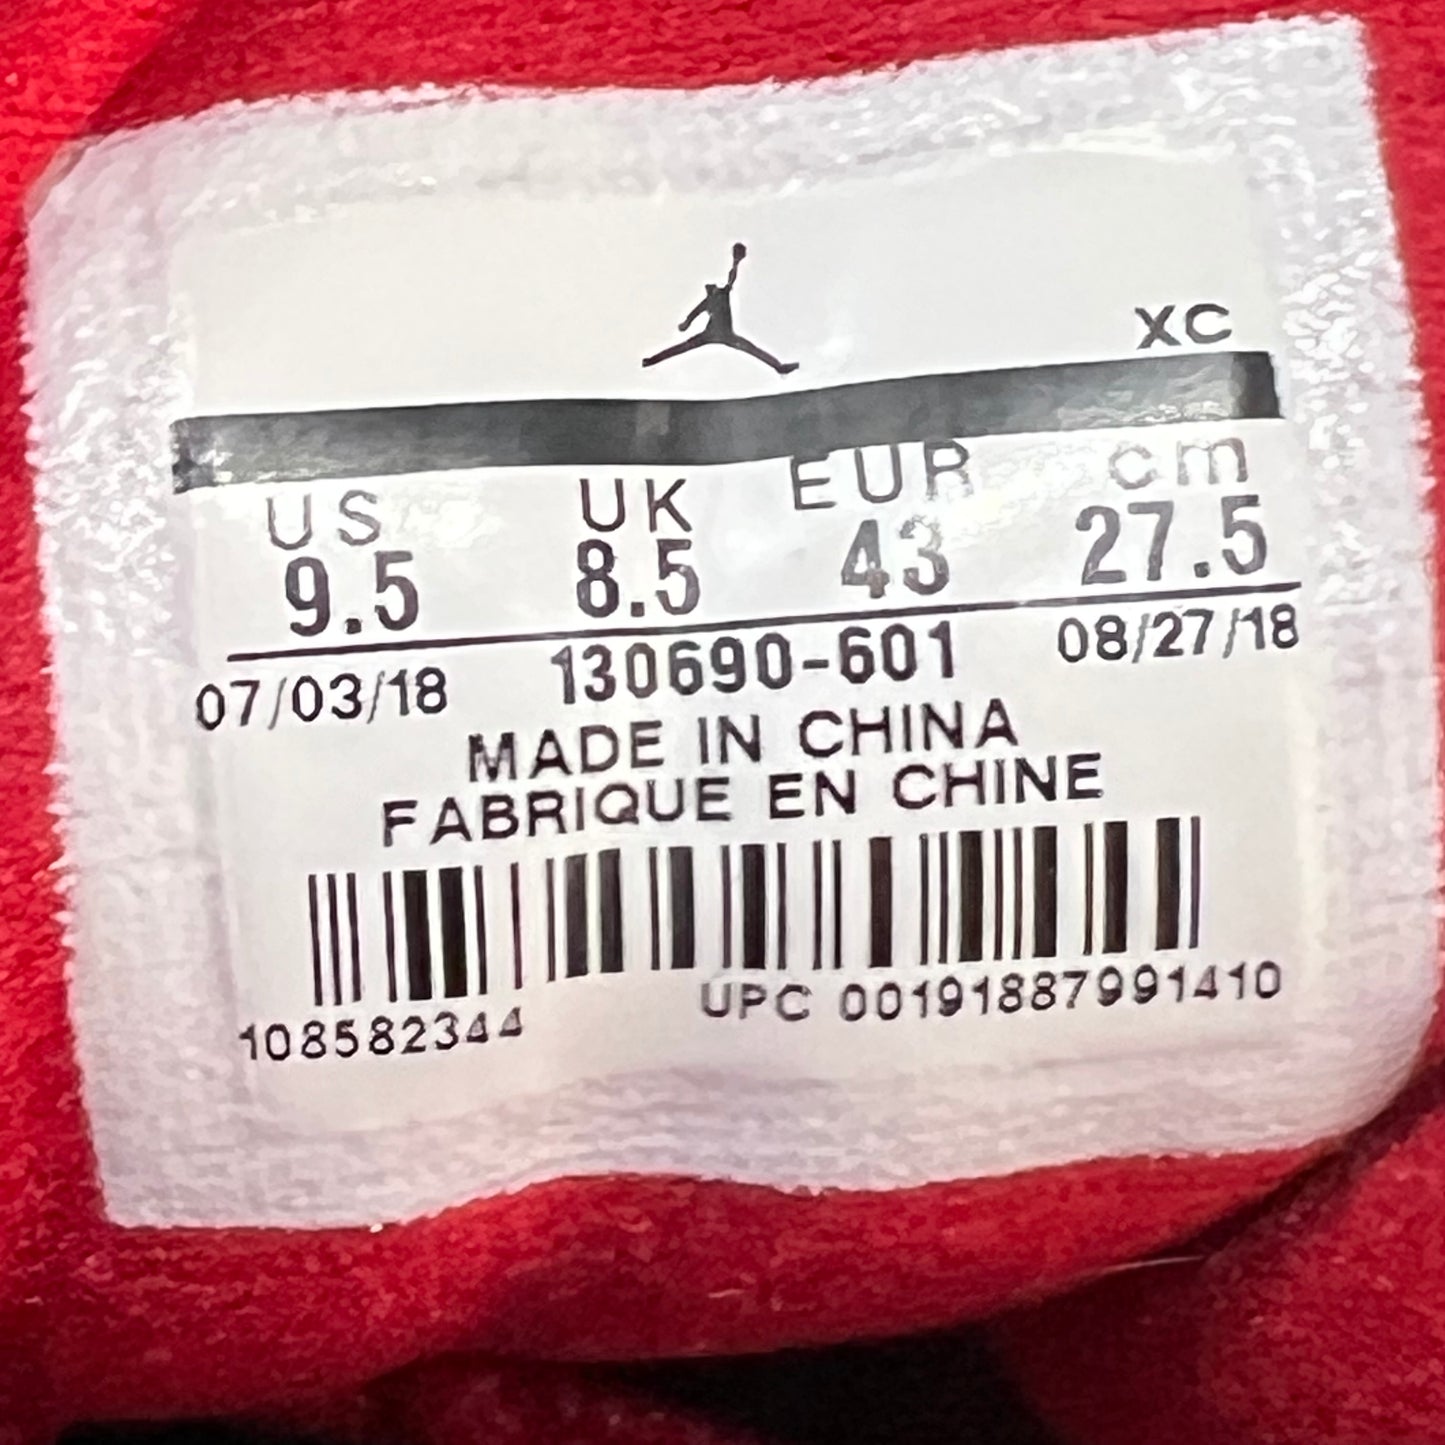 XC
US UK EUR cm
9.5 8.5 43 27.5
07/03/18 130690-601 08/27/18
MADE IN CHINA
FABRIQUE EN CHINE
108582344 UPC 00191887991410